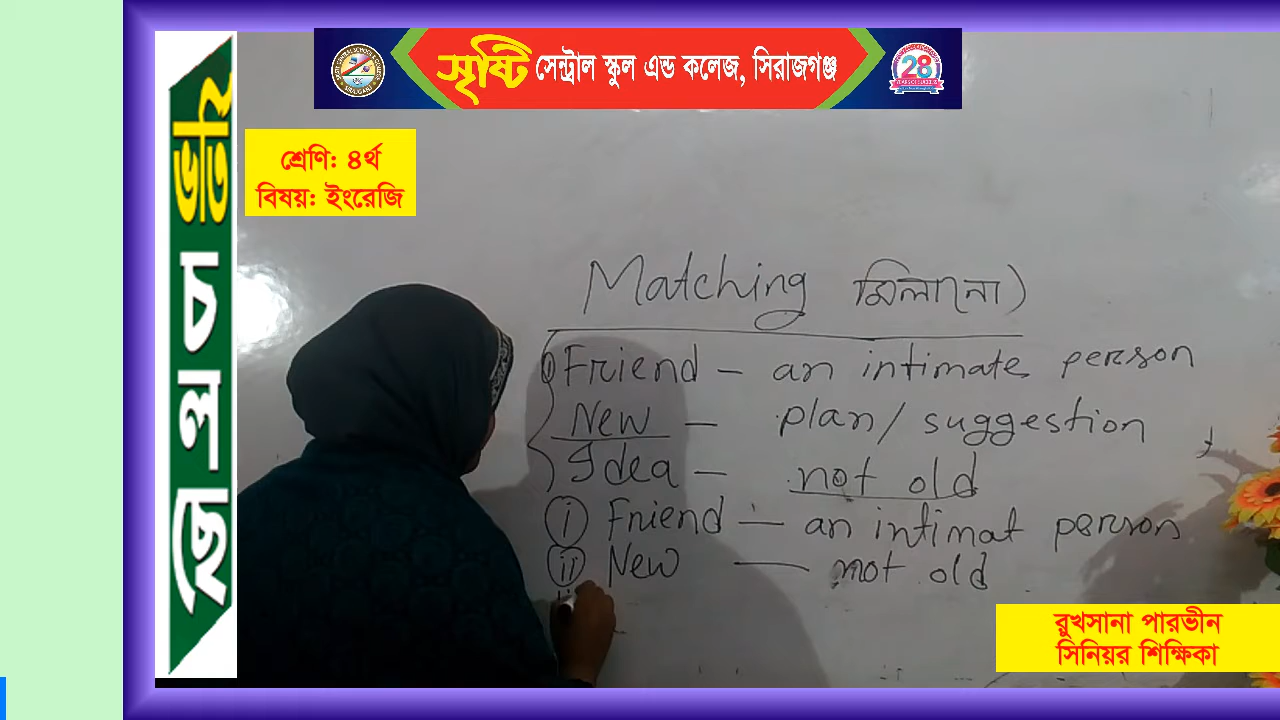 সৃষ্টি সেন্ট্রাল স্কুল এন্ড কলেজ, সিরাজগঞ্জ
28
ভর্তি চলছে
শ্রেণি: ৪র্থ
বিষয়: ইংরেজি
Matching মিলানো)
Friend – an intimate person
New – plan/ suggestion
Idea – not old
i Friend – an intimat person
ii New – not old
রুখসানা পারভীন
সিনিয়র শিক্ষিকা